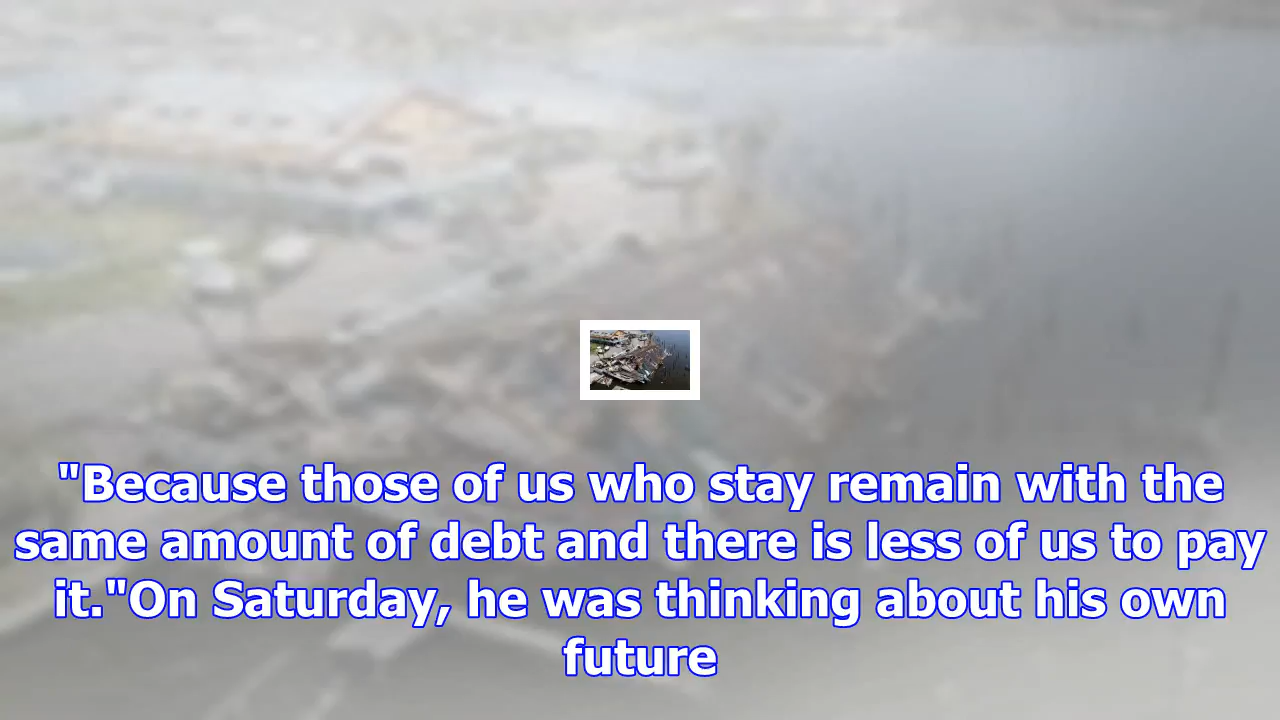 "Because those of us who stay remain with the
same amount of debt and there is less of us to pay
it."On Saturday, he was thinking about his own
future